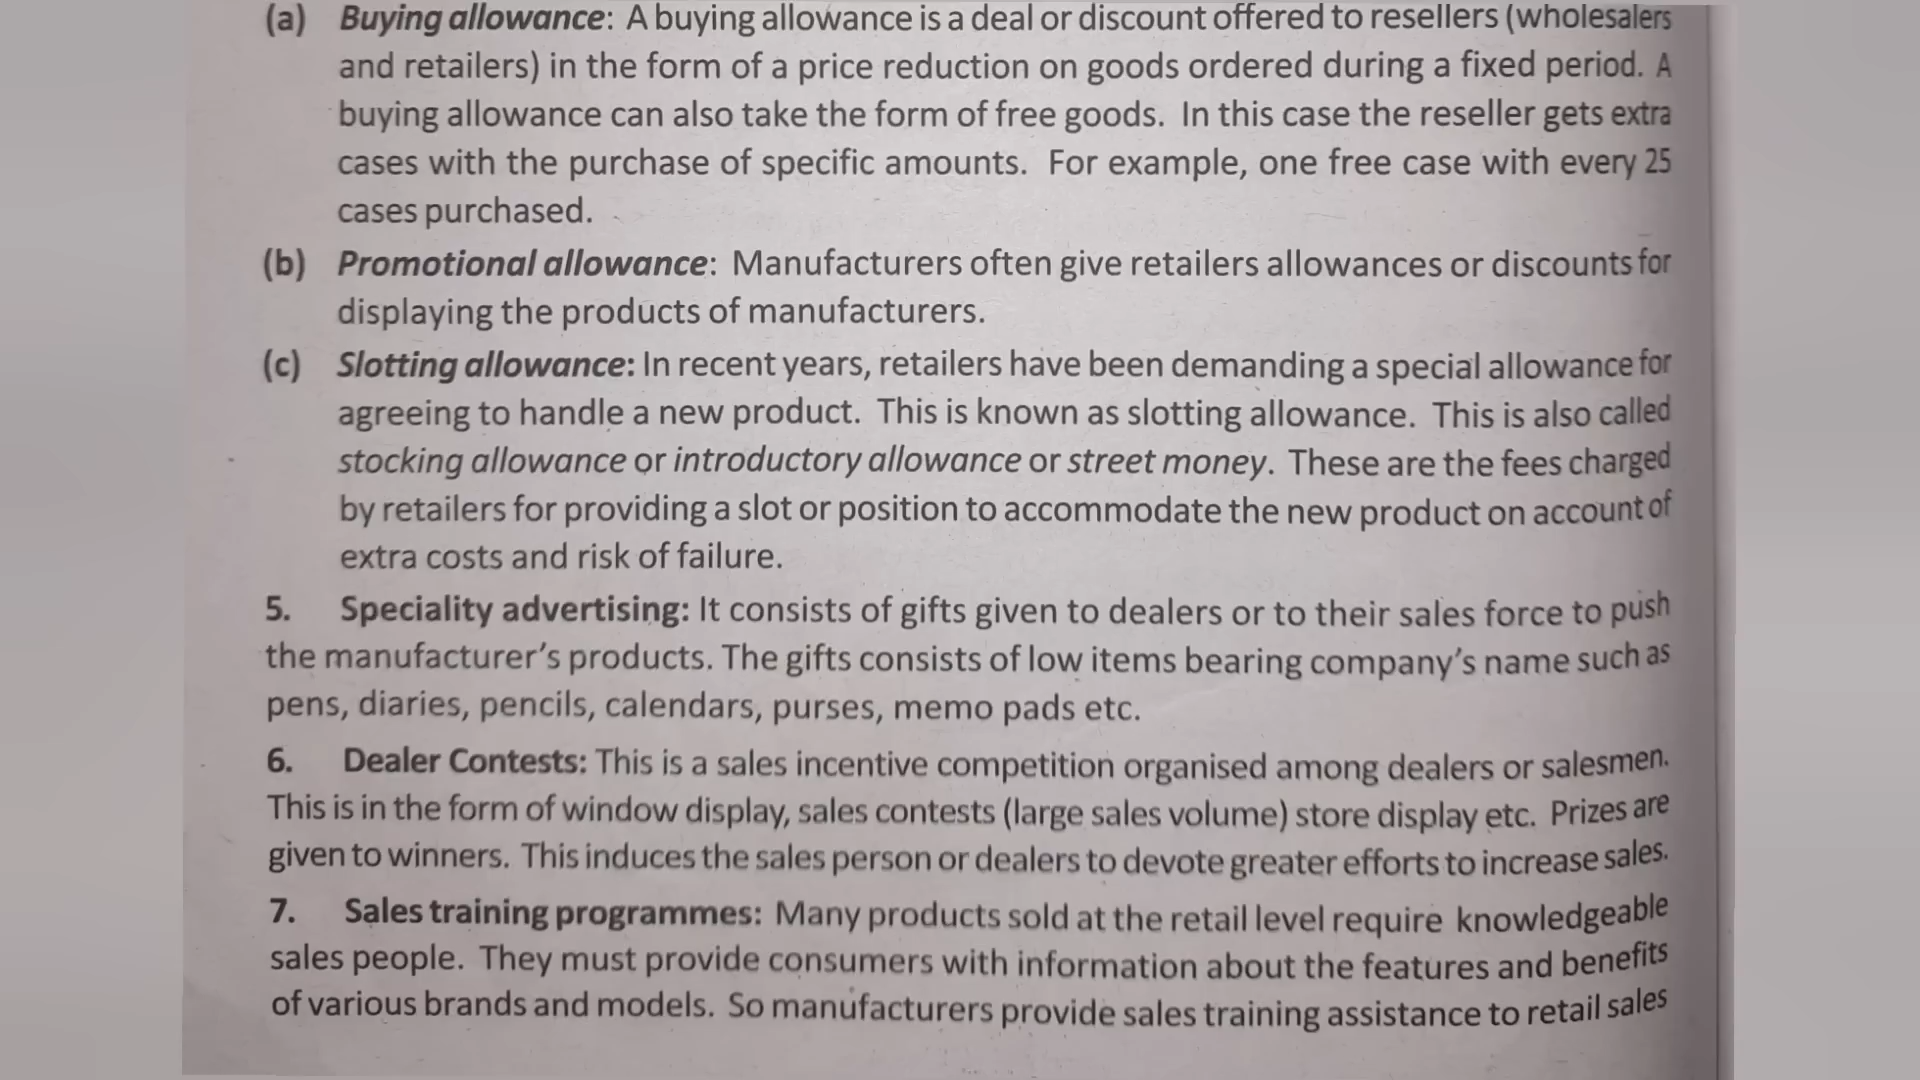 (a) Buying allowance: A buying allowance is a deal or discount offered to resellers (wholesalers
and retailers) in the form of a price reduction on goods ordered during a fixed period. A
buying allowance can also take the form of free goods. In this case the reseller gets extra
cases with the purchase of specific amounts. For example, one free case with every 25
cases purchased.
(b) Promotional allowance: Manufacturers often give retailers allowances or discounts for
displaying the products of manufacturers.
(c) Slotting allowance: In recent years, retailers have been demanding a special allowance for
agreeing to handle a new product. This is known as slotting allowance. This is also called
stocking allowance or introductory allowance or street money. These are the fees charged
by retailers for providing a slot or position to accommodate the new product on account of
extra costs and risk of failure.
5. Speciality advertising: It consists of gifts given to dealers or to their sales force to push
the manufacturer's products. The gifts consists of low items bearing company's name such as
pens, diaries, pencils, calendars, purses, memo pads etc.
6. Dealer Contests: This is a sales incentive competition organised among dealers or salesmen.
This is in the form of window display, sales contests (large sales volume) store display etc. Prizes are
given to winners. This induces the sales person or dealers to devote greater efforts to increase sales.
7. Sales training programmes: Many products sold at the retail level require knowledgeable
sales people. They must provide consumers with information about the features and benefits
of various brands and models. So manufacturers provide sales training assistance to retail sales